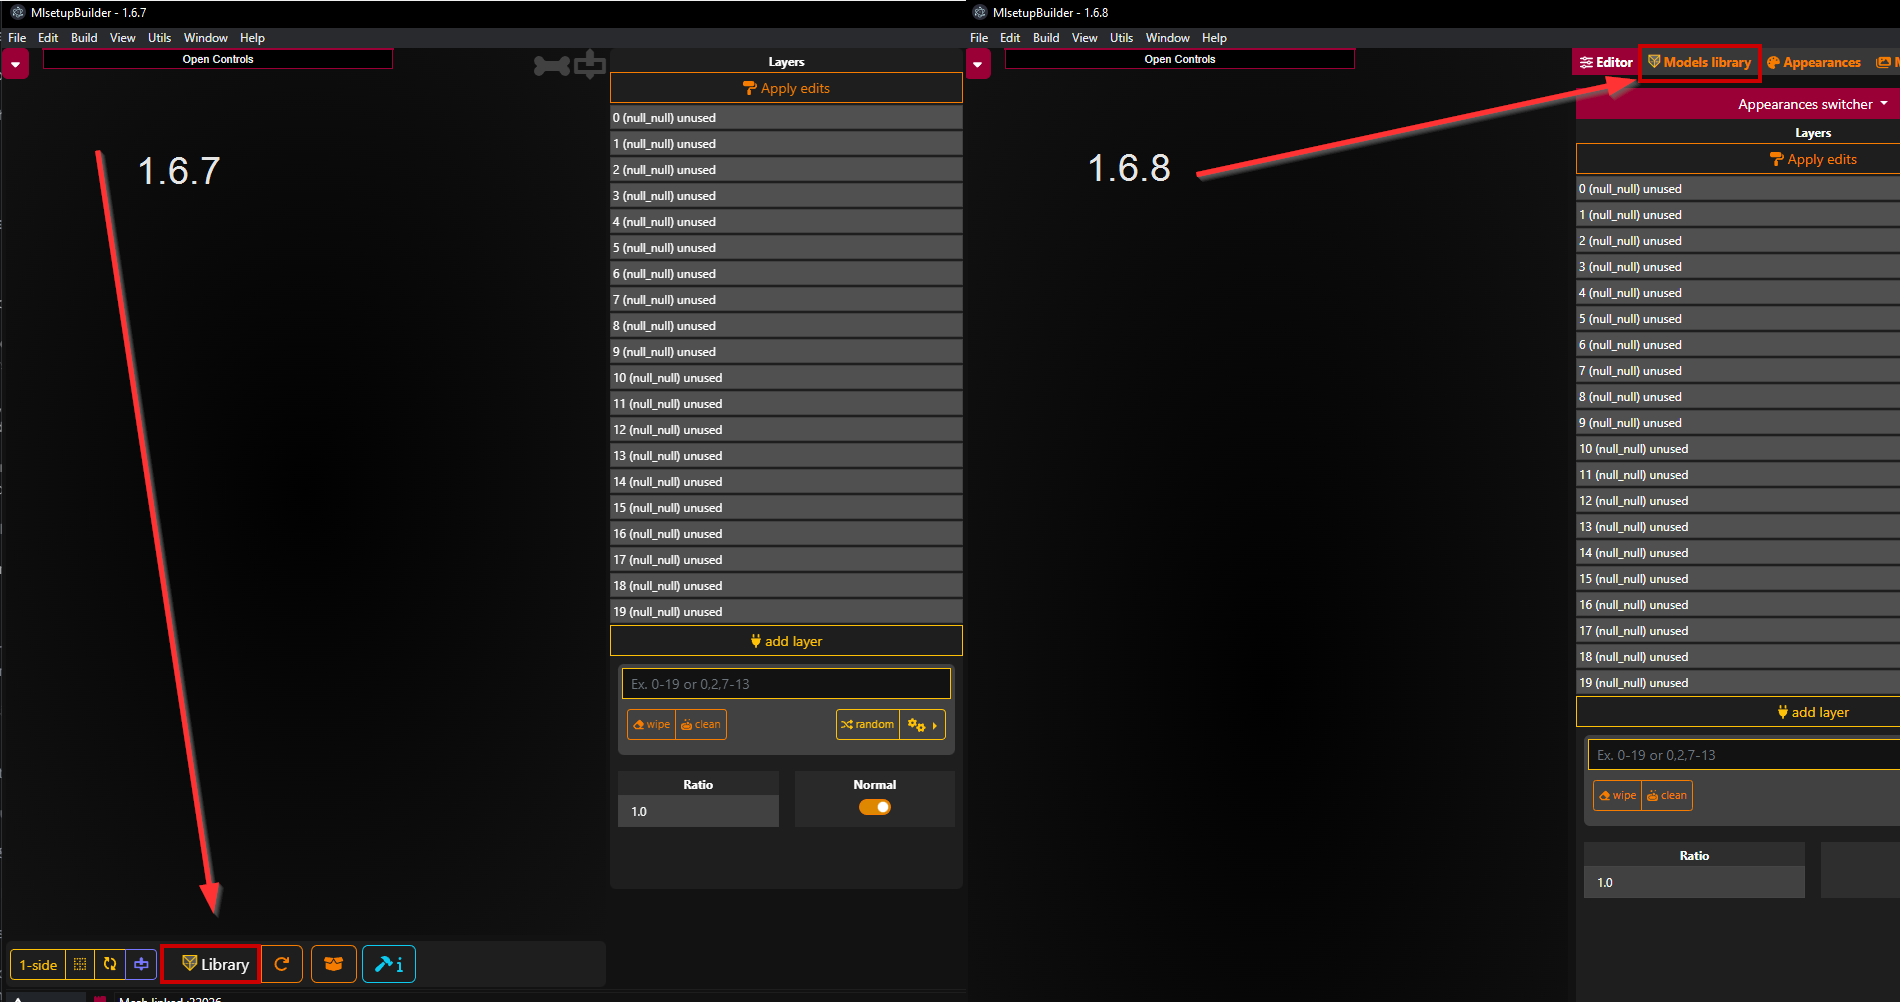 MlsetupBuilder - 1.6.7
File Edit Build View Utils Window Help
Open Controls
1.6.7
Layers
Apply edits
0 (null_null) unused
1 (null_null) unused
2 (null_null) unused
3 (null_null) unused
4 (null_null) unused
5 (null_null) unused
6 (null_null) unused
7 (null_null) unused
8 (null_null) unused
9 (null_null) unused
10 (null_null) unused
11 (null_null) unused
12 (null_null) unused
13 (null_null) unused
14 (null_null) unused
15 (null_null) unused
16 (null_null) unused
17 (null_null) unused
18 (null_null) unused
19 (null_null) unused
add layer
Ex. 0-19 or 0,2,7-13
wipe clean random
Ratio Normal
1.0
1-side Library
MlsetupBuilder - 1.6.8
File Edit Build View Utils Window Help
Open Controls
Editor Models library Appearances
1.6.8
Appearances switcher
Layers
Apply edits
0 (null_null) unused
1 (null_null) unused
2 (null_null) unused
3 (null_null) unused
4 (null_null) unused
5 (null_null) unused
6 (null_null) unused
7 (null_null) unused
8 (null_null) unused
9 (null_null) unused
10 (null_null) unused
11 (null_null) unused
12 (null_null) unused
13 (null_null) unused
14 (null_null) unused
15 (null_null) unused
16 (null_null) unused
17 (null_null) unused
18 (null_null) unused
19 (null_null) unused
add layer
Ex. 0-19 or 0,2,7-13
wipe clean
Ratio
1.0